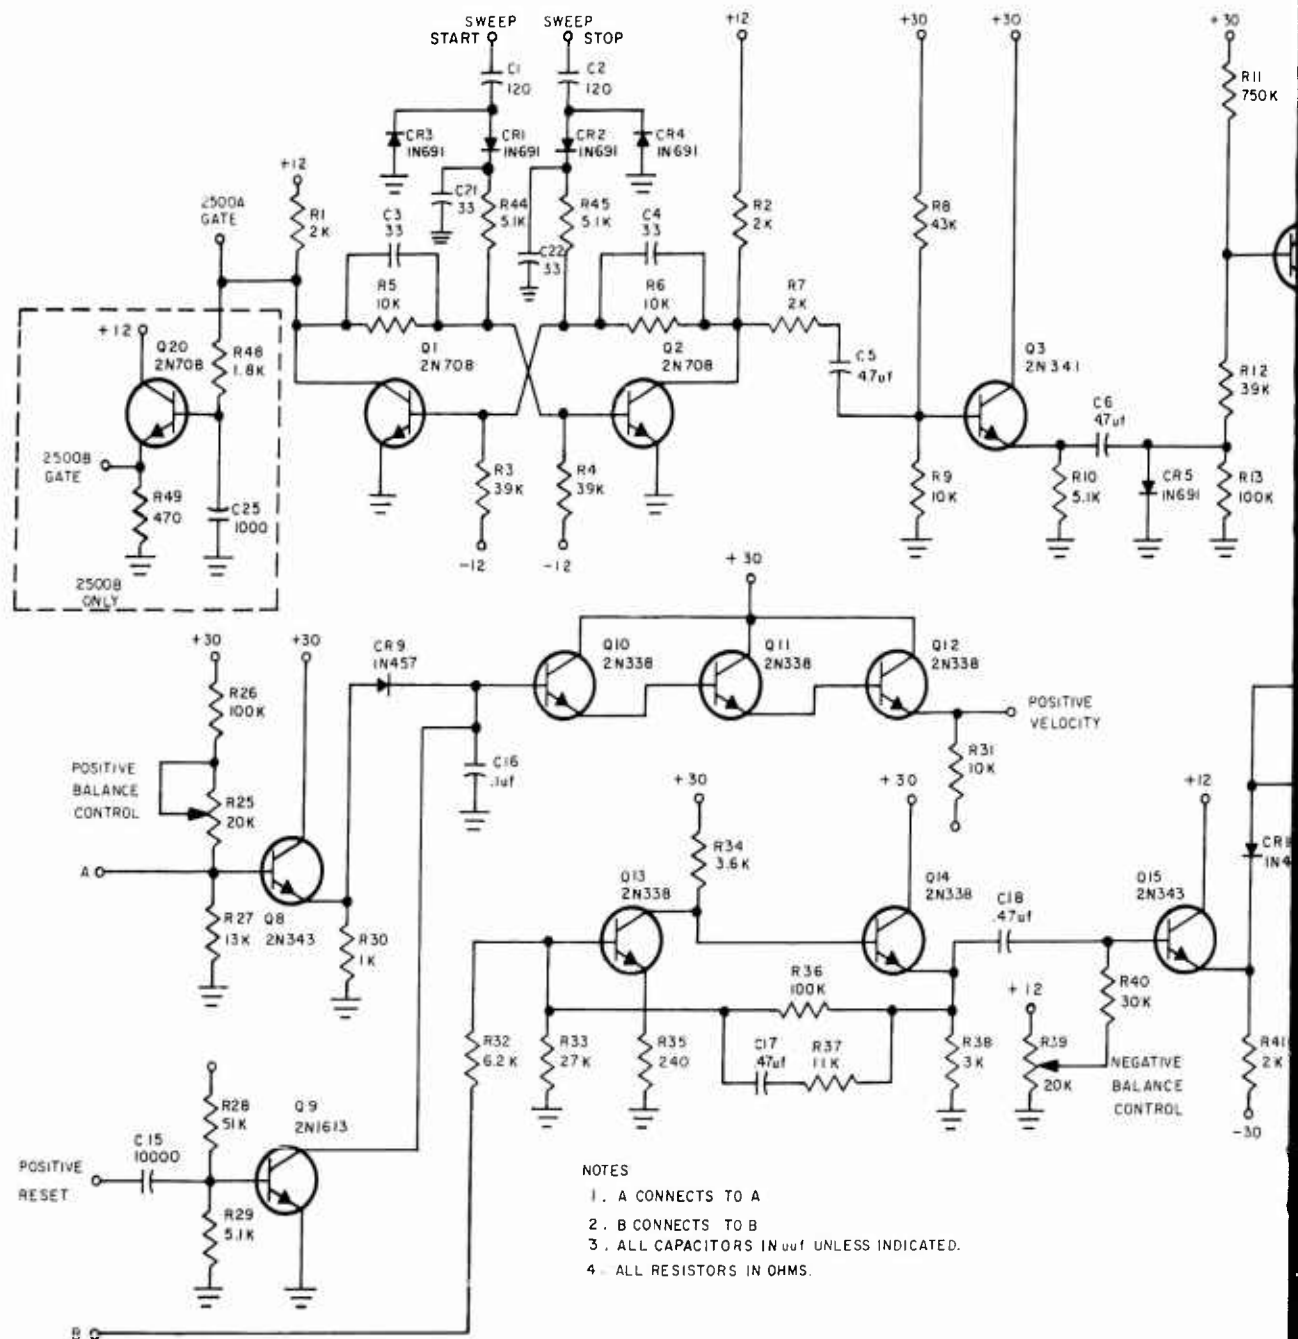 SWEEP START
SWEEP STOP
+12
+30
+30
+30
C1
120
C2
120
R11
750K
CR3
1N691
CR1
1N691
CR2
1N691
CR4
1N691
+12
2500A
GATE
R1
2K
C21
33
R44
5.1K
R45
5.1K
C3
33
C4
33
C22
33
R2
2K
R8
43K
R5
10K
R6
10K
R7
2K
+12
Q20
2N708
R48
1.8K
Q1
2N708
Q2
2N708
C5
.47uf
Q3
2N341
R12
39K
C6
.47uf
2500B
GATE
R49
470
C25
1000
R3
39K
R4
39K
R9
10K
R10
5.1K
CR5
1N691
R13
100K
-12
-12
2500B
ONLY
+30
+30
+30
CR9
1N457
Q10
2N338
Q11
2N338
Q12
2N338
R26
100K
POSITIVE
VELOCITY
POSITIVE
BALANCE
CONTROL
R25
20K
C16
.1uf
R31
10K
+30
+30
+12
A
R34
3.6K
Q13
2N338
Q14
2N338
C18
.47uf
Q15
2N343
R27
13K
Q8
2N343
R30
1K
R36
100K
+12
R40
30K
R32
6.2K
R33
27K
R35
240
C17
.47uf
R37
11K
R38
3K
R39
20K
R41
2K
NEGATIVE
BALANCE
CONTROL
-30
R28
51K
Q9
2N1613
C15
10000
POSITIVE
RESET
R29
5.1K
NOTES
1. A CONNECTS TO A
2. B CONNECTS TO B
3. ALL CAPACITORS IN uuf UNLESS INDICATED.
4. ALL RESISTORS IN OHMS.
B